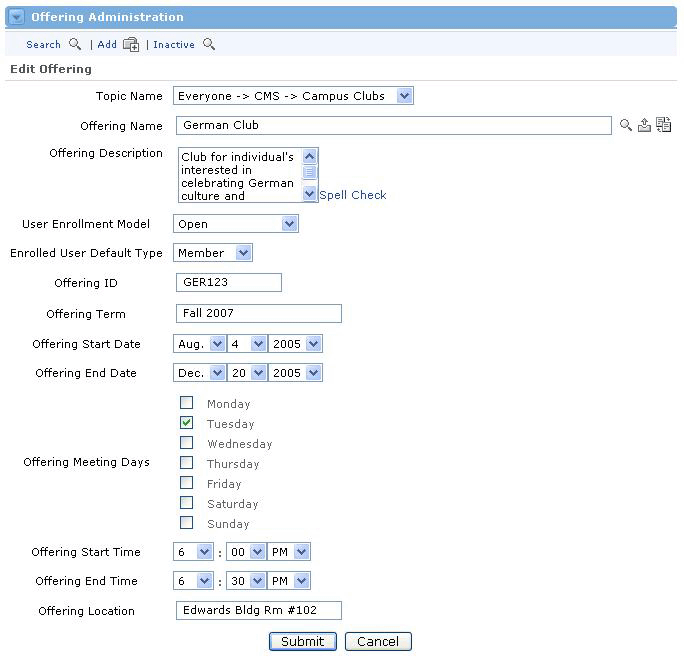 Offering Administration
Search | Add | Inactive
Edit Offering
Topic Name Everyone -> CMS -> Campus Clubs
Offering Name German Club
Offering Description Club for individual's
interested in
celebrating German
culture and
Spell Check
User Enrollment Model Open
Enrolled User Default Type Member
Offering ID GER123
Offering Term Fall 2007
Offering Start Date Aug. 4 2005
Offering End Date Dec. 20 2005
Monday
Tuesday
Wednesday
Offering Meeting Days Thursday
Friday
Saturday
Sunday
Offering Start Time 6 : 00 PM
Offering End Time 6 : 30 PM
Offering Location Edwards Bldg Rm #102
Submit Cancel